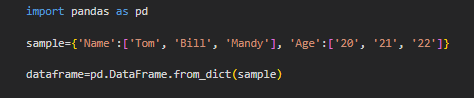 import pandas as pd
sample={'Name':['Tom', 'Bill', 'Mandy'], 'Age':['20', '21', '22']}
dataframe=pd.DataFrame.from_dict(sample)